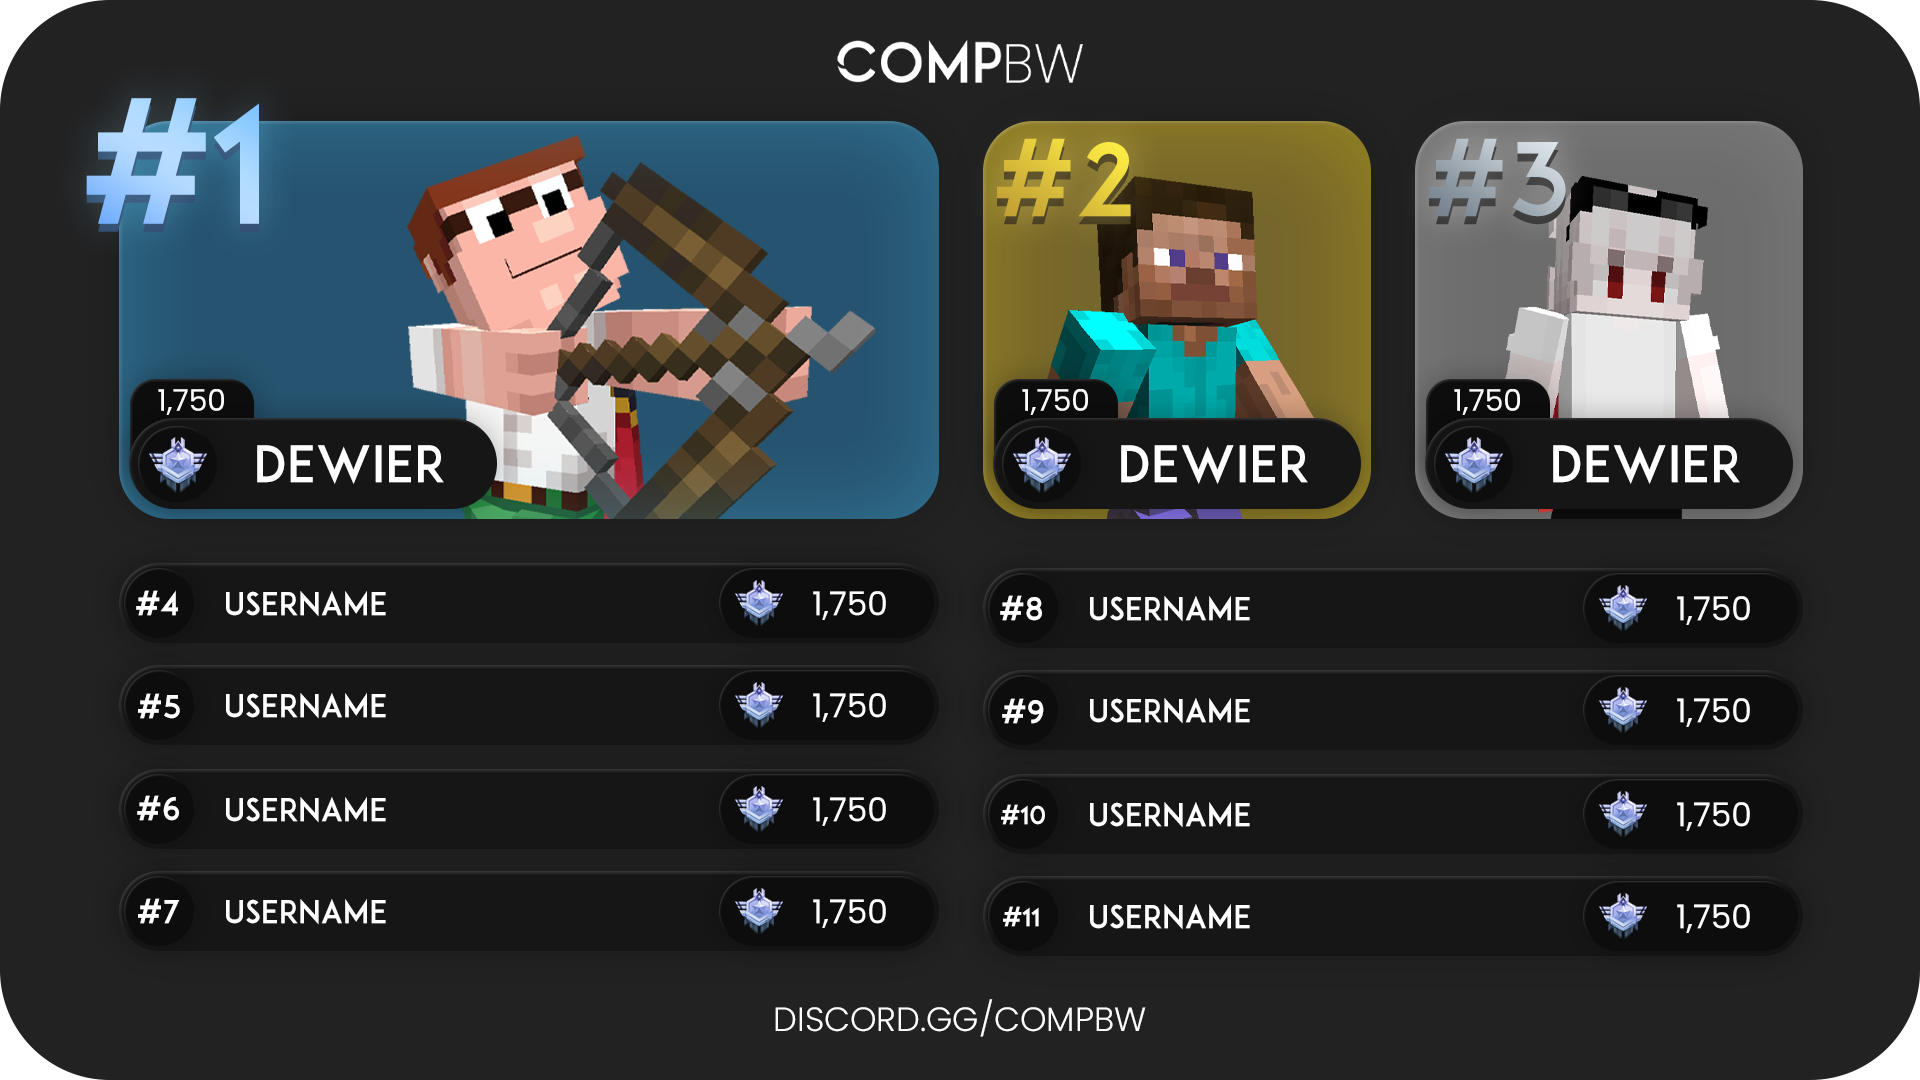 COMPBW
#1
1,750
DEWIER
#2
1,750
DEWIER
#3
1,750
DEWIER
#4 USERNAME 1,750
#5 USERNAME 1,750
#6 USERNAME 1,750
#7 USERNAME 1,750
#8 USERNAME 1,750
#9 USERNAME 1,750
#10 USERNAME 1,750
#11 USERNAME 1,750
DISCORD.GG/COMPBW